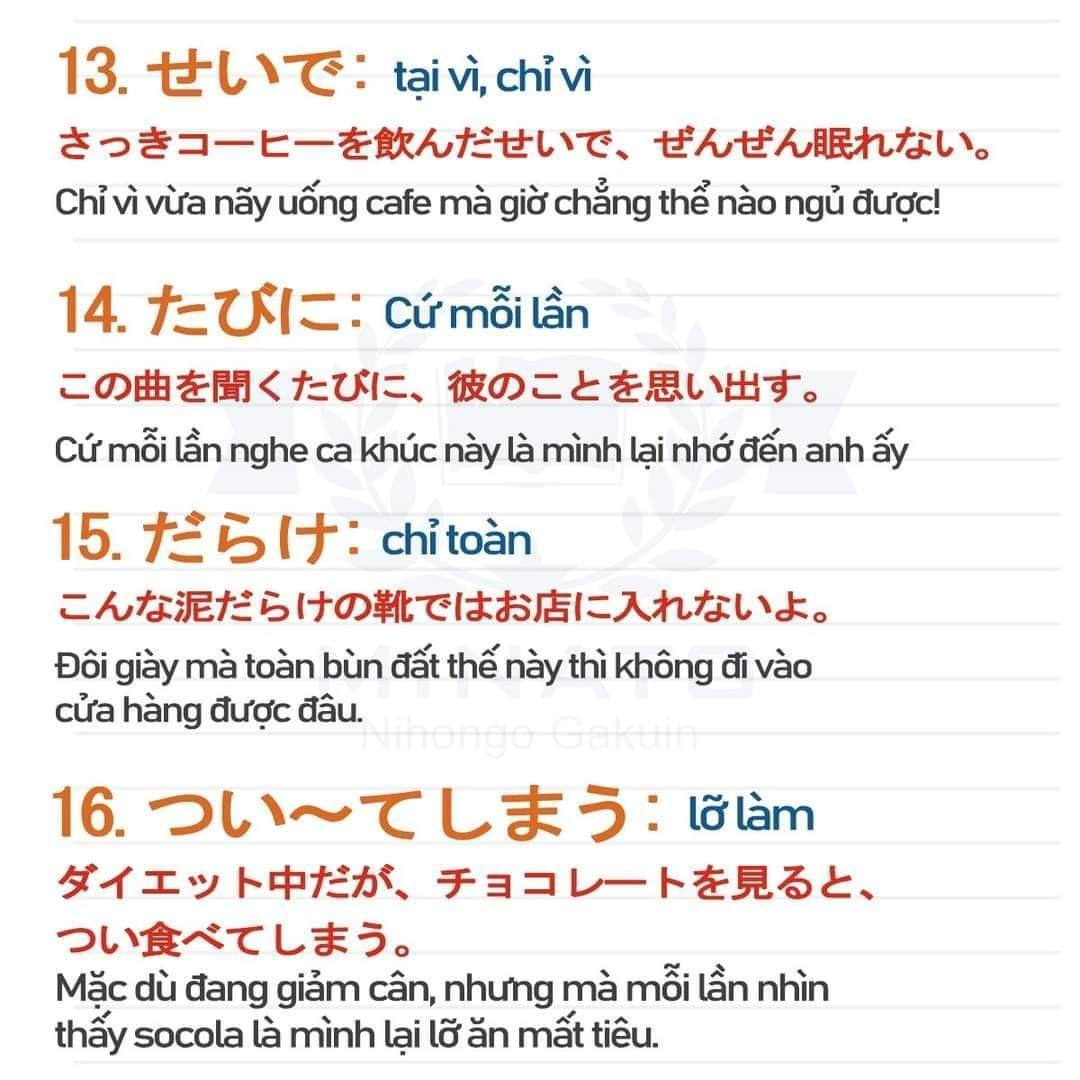 13. せいで: tại vì, chỉ vì
さっきコーヒーを飲んだせいで、ぜんぜん眠れない。
Chỉ vì vừa nãy uống cafe mà giờ chẳng thể nào ngủ được!
14. たびに: Cứ mỗi lần
この曲を聞くたびに、彼のことを思い出す。
Cứ mỗi lần nghe ca khúc này là mình lại nhớ đến anh ấy
15. だらけ: chỉ toàn
こんな泥だらけの靴ではお店に入れないよ。
Đôi giày mà toàn bùn đất thế này thì không đi vào
MINATO
cửa hàng được đâu.
Nihongo Gakuin
16. つい〜てしまう: lỡ làm
ダイエット中だが、チョコレートを見ると、
つい食べてしまう。
Mặc dù đang giảm cân, nhưng mà mỗi lần nhìn
thấy socola là mình lại lỡ ăn mất tiêu.